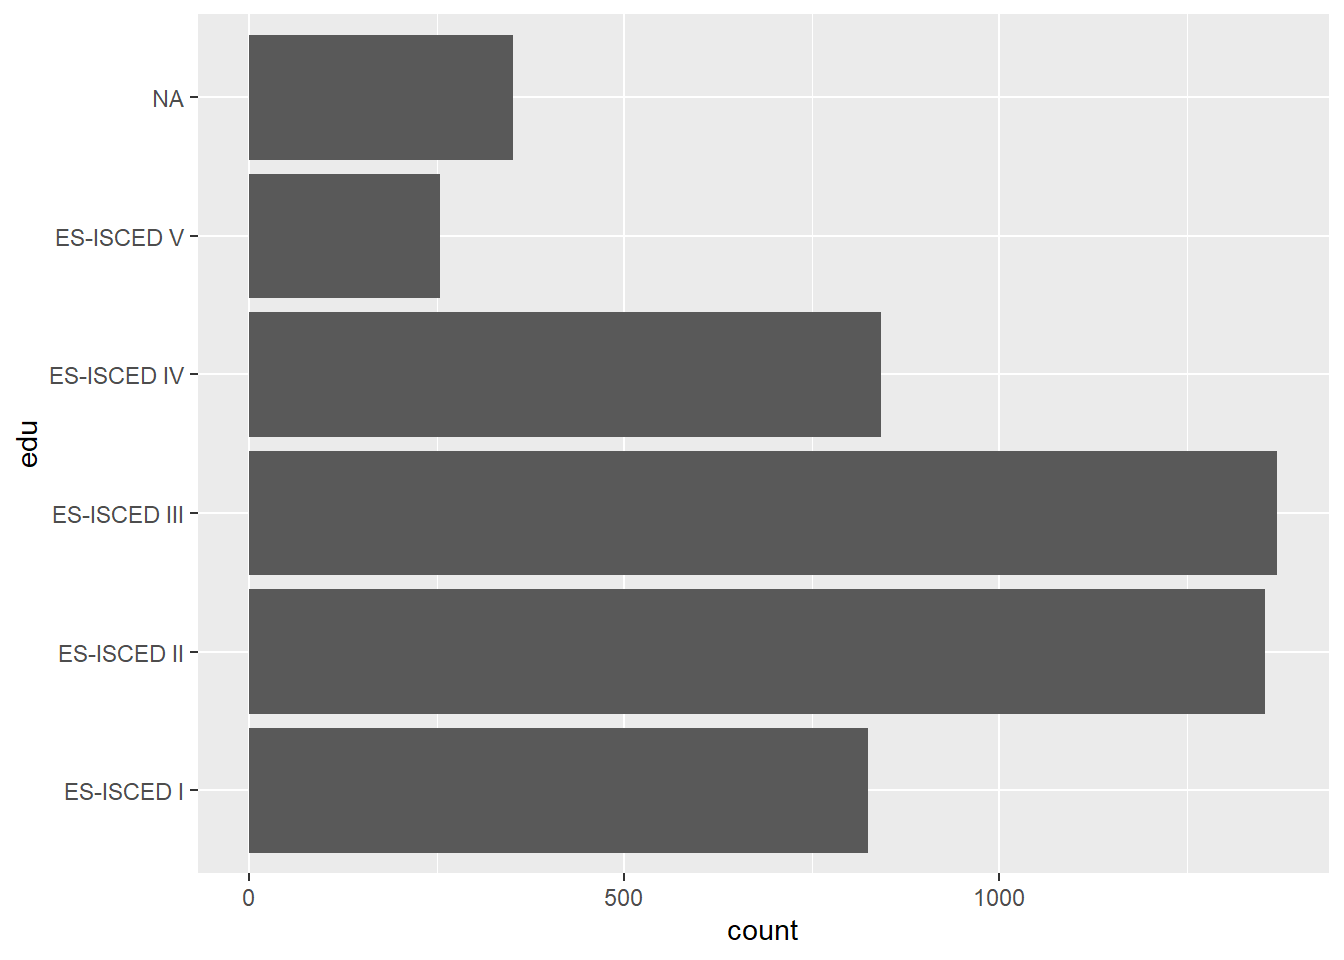 NA
ES-ISCED V
ES-ISCED IV
ES-ISCED III
ES-ISCED II
ES-ISCED I
edu
0 500 1000
count